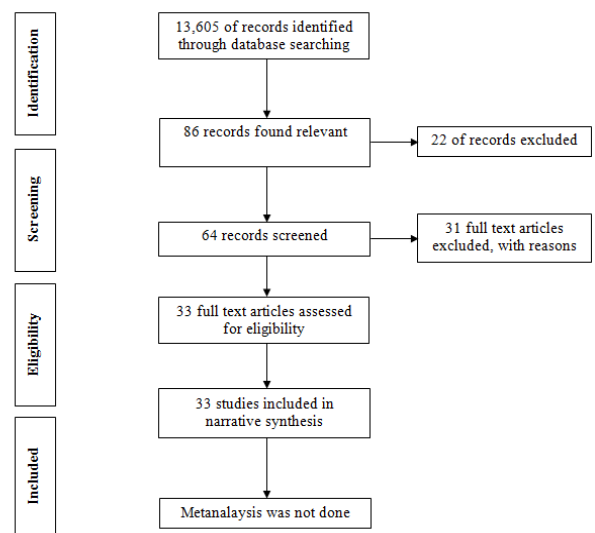 Identification
13,605 of records identified
through database searching
86 records found relevant
22 of records excluded
Screening
64 records screened
31 full text articles
excluded, with reasons
Eligibility
33 full text articles assessed
for eligibility
33 studies included in
narrative synthesis
Included
Metanalaysis was not done